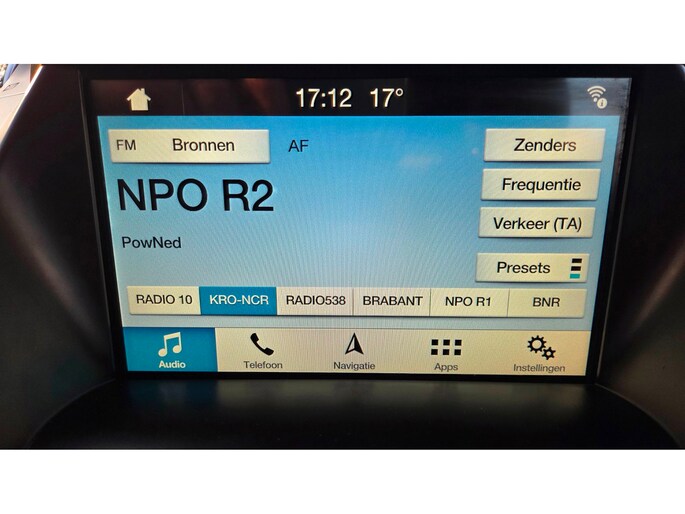 17:12 17°
FM Bronnen AF Zenders
NPO R2 Frequentie
PowNed Verkeer (TA)
Presets
RADIO 10 KRO-NCR RADIO538 BRABANT NPO R1 BNR
Audio Telefoon Navigatie Apps Instellingen